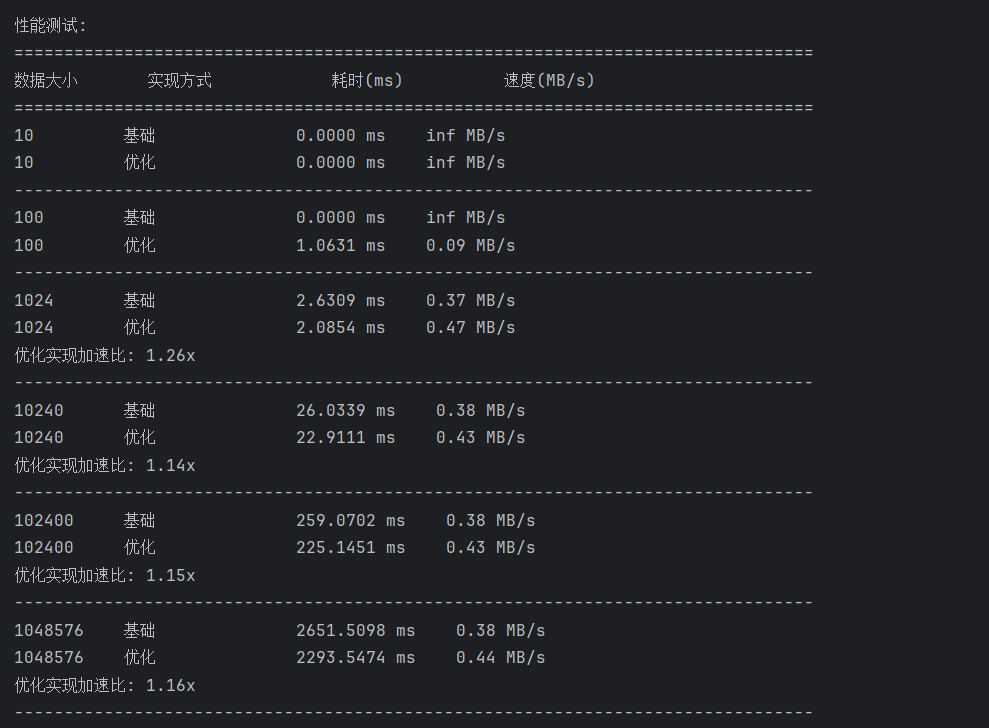 性能测试:
================================================================================
数据大小 实现方式 耗时(ms) 速度(MB/s)
================================================================================
10 基础 0.0000 ms inf MB/s
10 优化 0.0000 ms inf MB/s
--------------------------------------------------------------------------------
100 基础 0.0000 ms inf MB/s
100 优化 1.0631 ms 0.09 MB/s
--------------------------------------------------------------------------------
1024 基础 2.6309 ms 0.37 MB/s
1024 优化 2.0854 ms 0.47 MB/s
优化实现加速比: 1.26x
--------------------------------------------------------------------------------
10240 基础 26.0339 ms 0.38 MB/s
10240 优化 22.9111 ms 0.43 MB/s
优化实现加速比: 1.14x
--------------------------------------------------------------------------------
102400 基础 259.0702 ms 0.38 MB/s
102400 优化 225.1451 ms 0.43 MB/s
优化实现加速比: 1.15x
--------------------------------------------------------------------------------
1048576 基础 2651.5098 ms 0.38 MB/s
1048576 优化 2293.5474 ms 0.44 MB/s
优化实现加速比: 1.16x
--------------------------------------------------------------------------------